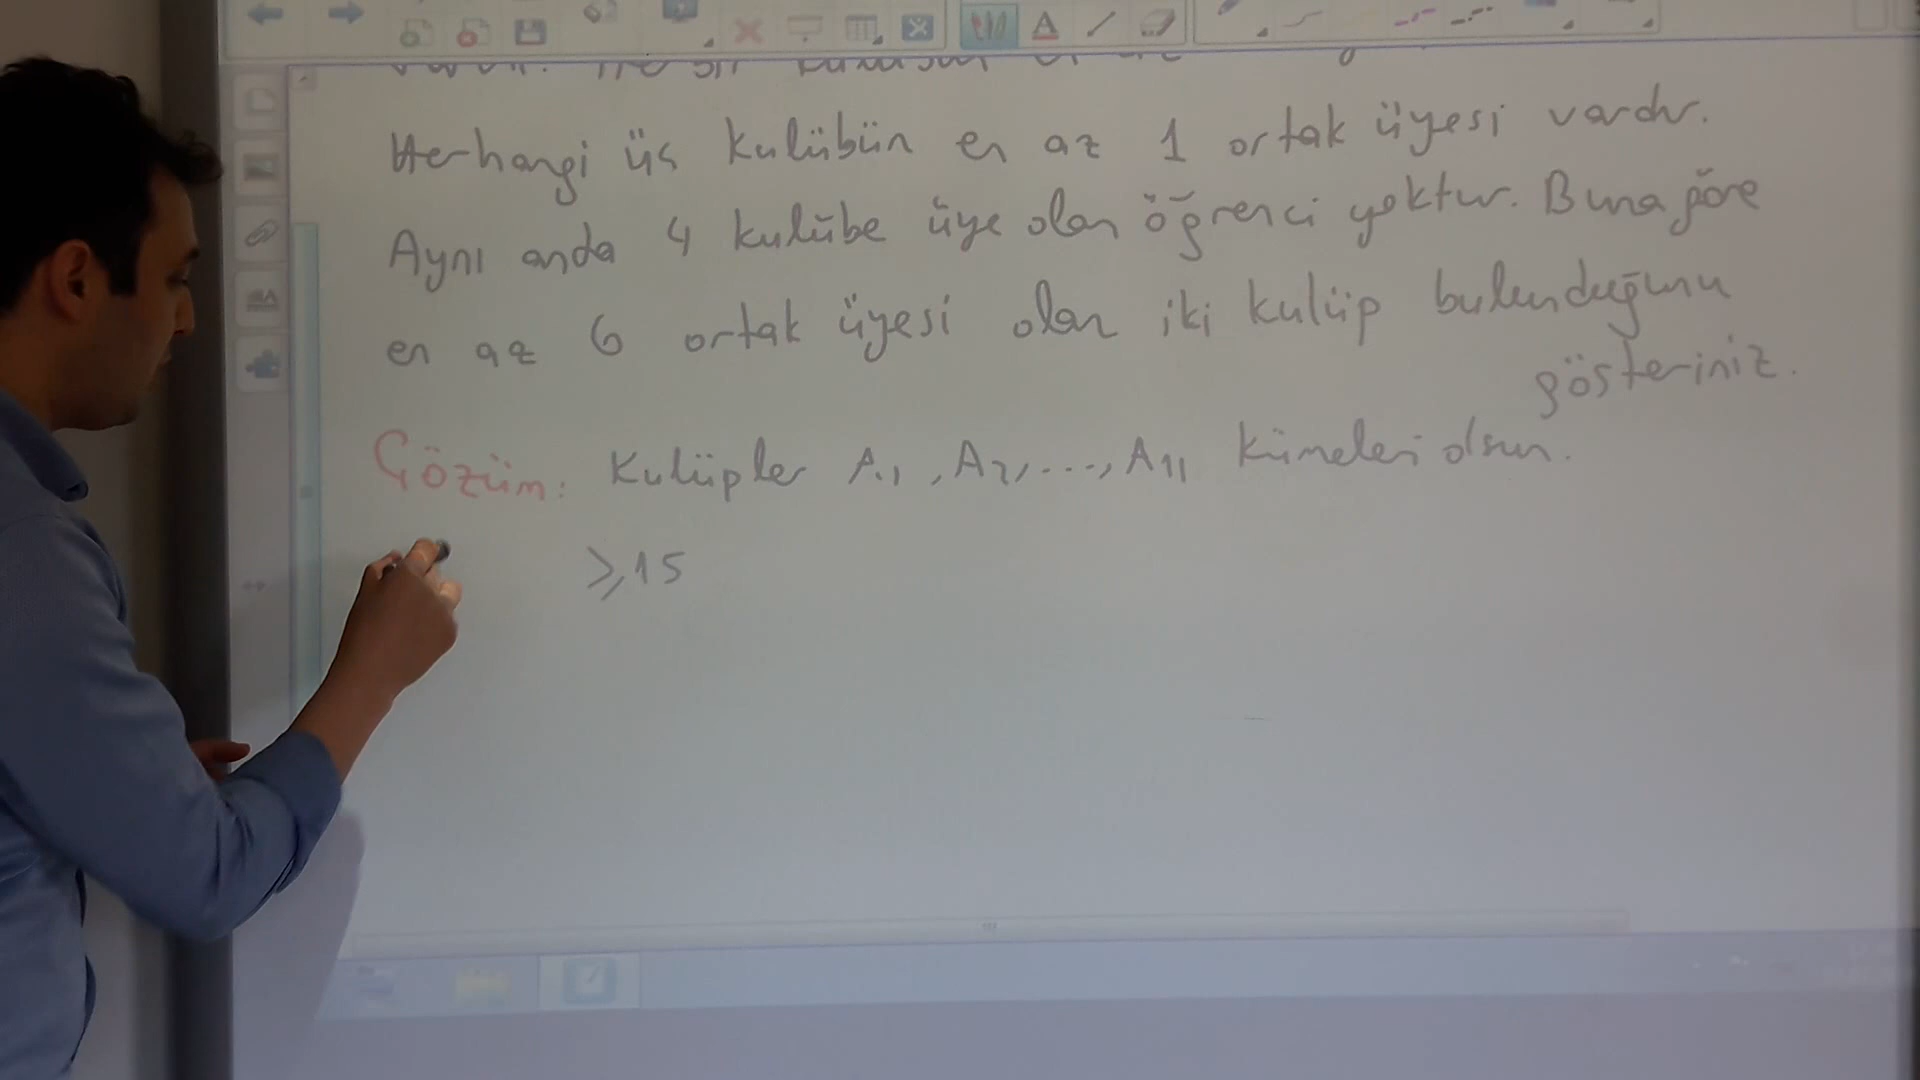 Herhangi üç kulübün en az 1 ortak üyesi vardır.
Aynı anda 4 kulübe üye olan öğrenci yoktur. Buna göre
en az 6 ortak üyesi olan iki kulüp bulunduğunu
gösteriniz.
Çözüm: Kulüpler A1, A2, ..., A11 kümeleri olsun.
≥15